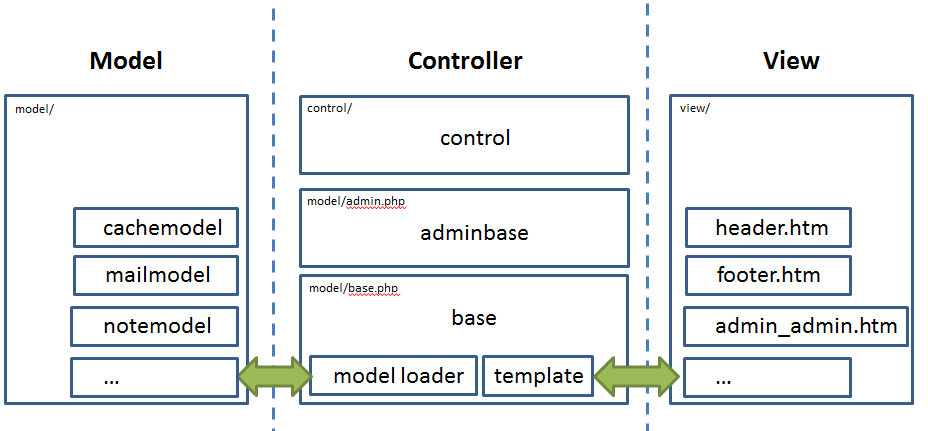 Model
Controller
View
model/
cachemodel
mailmodel
notemodel
...
control/
control
model/admin.php
adminbase
model/base.php
base
model loader
template
view/
header.htm
footer.htm
admin_admin.htm
...